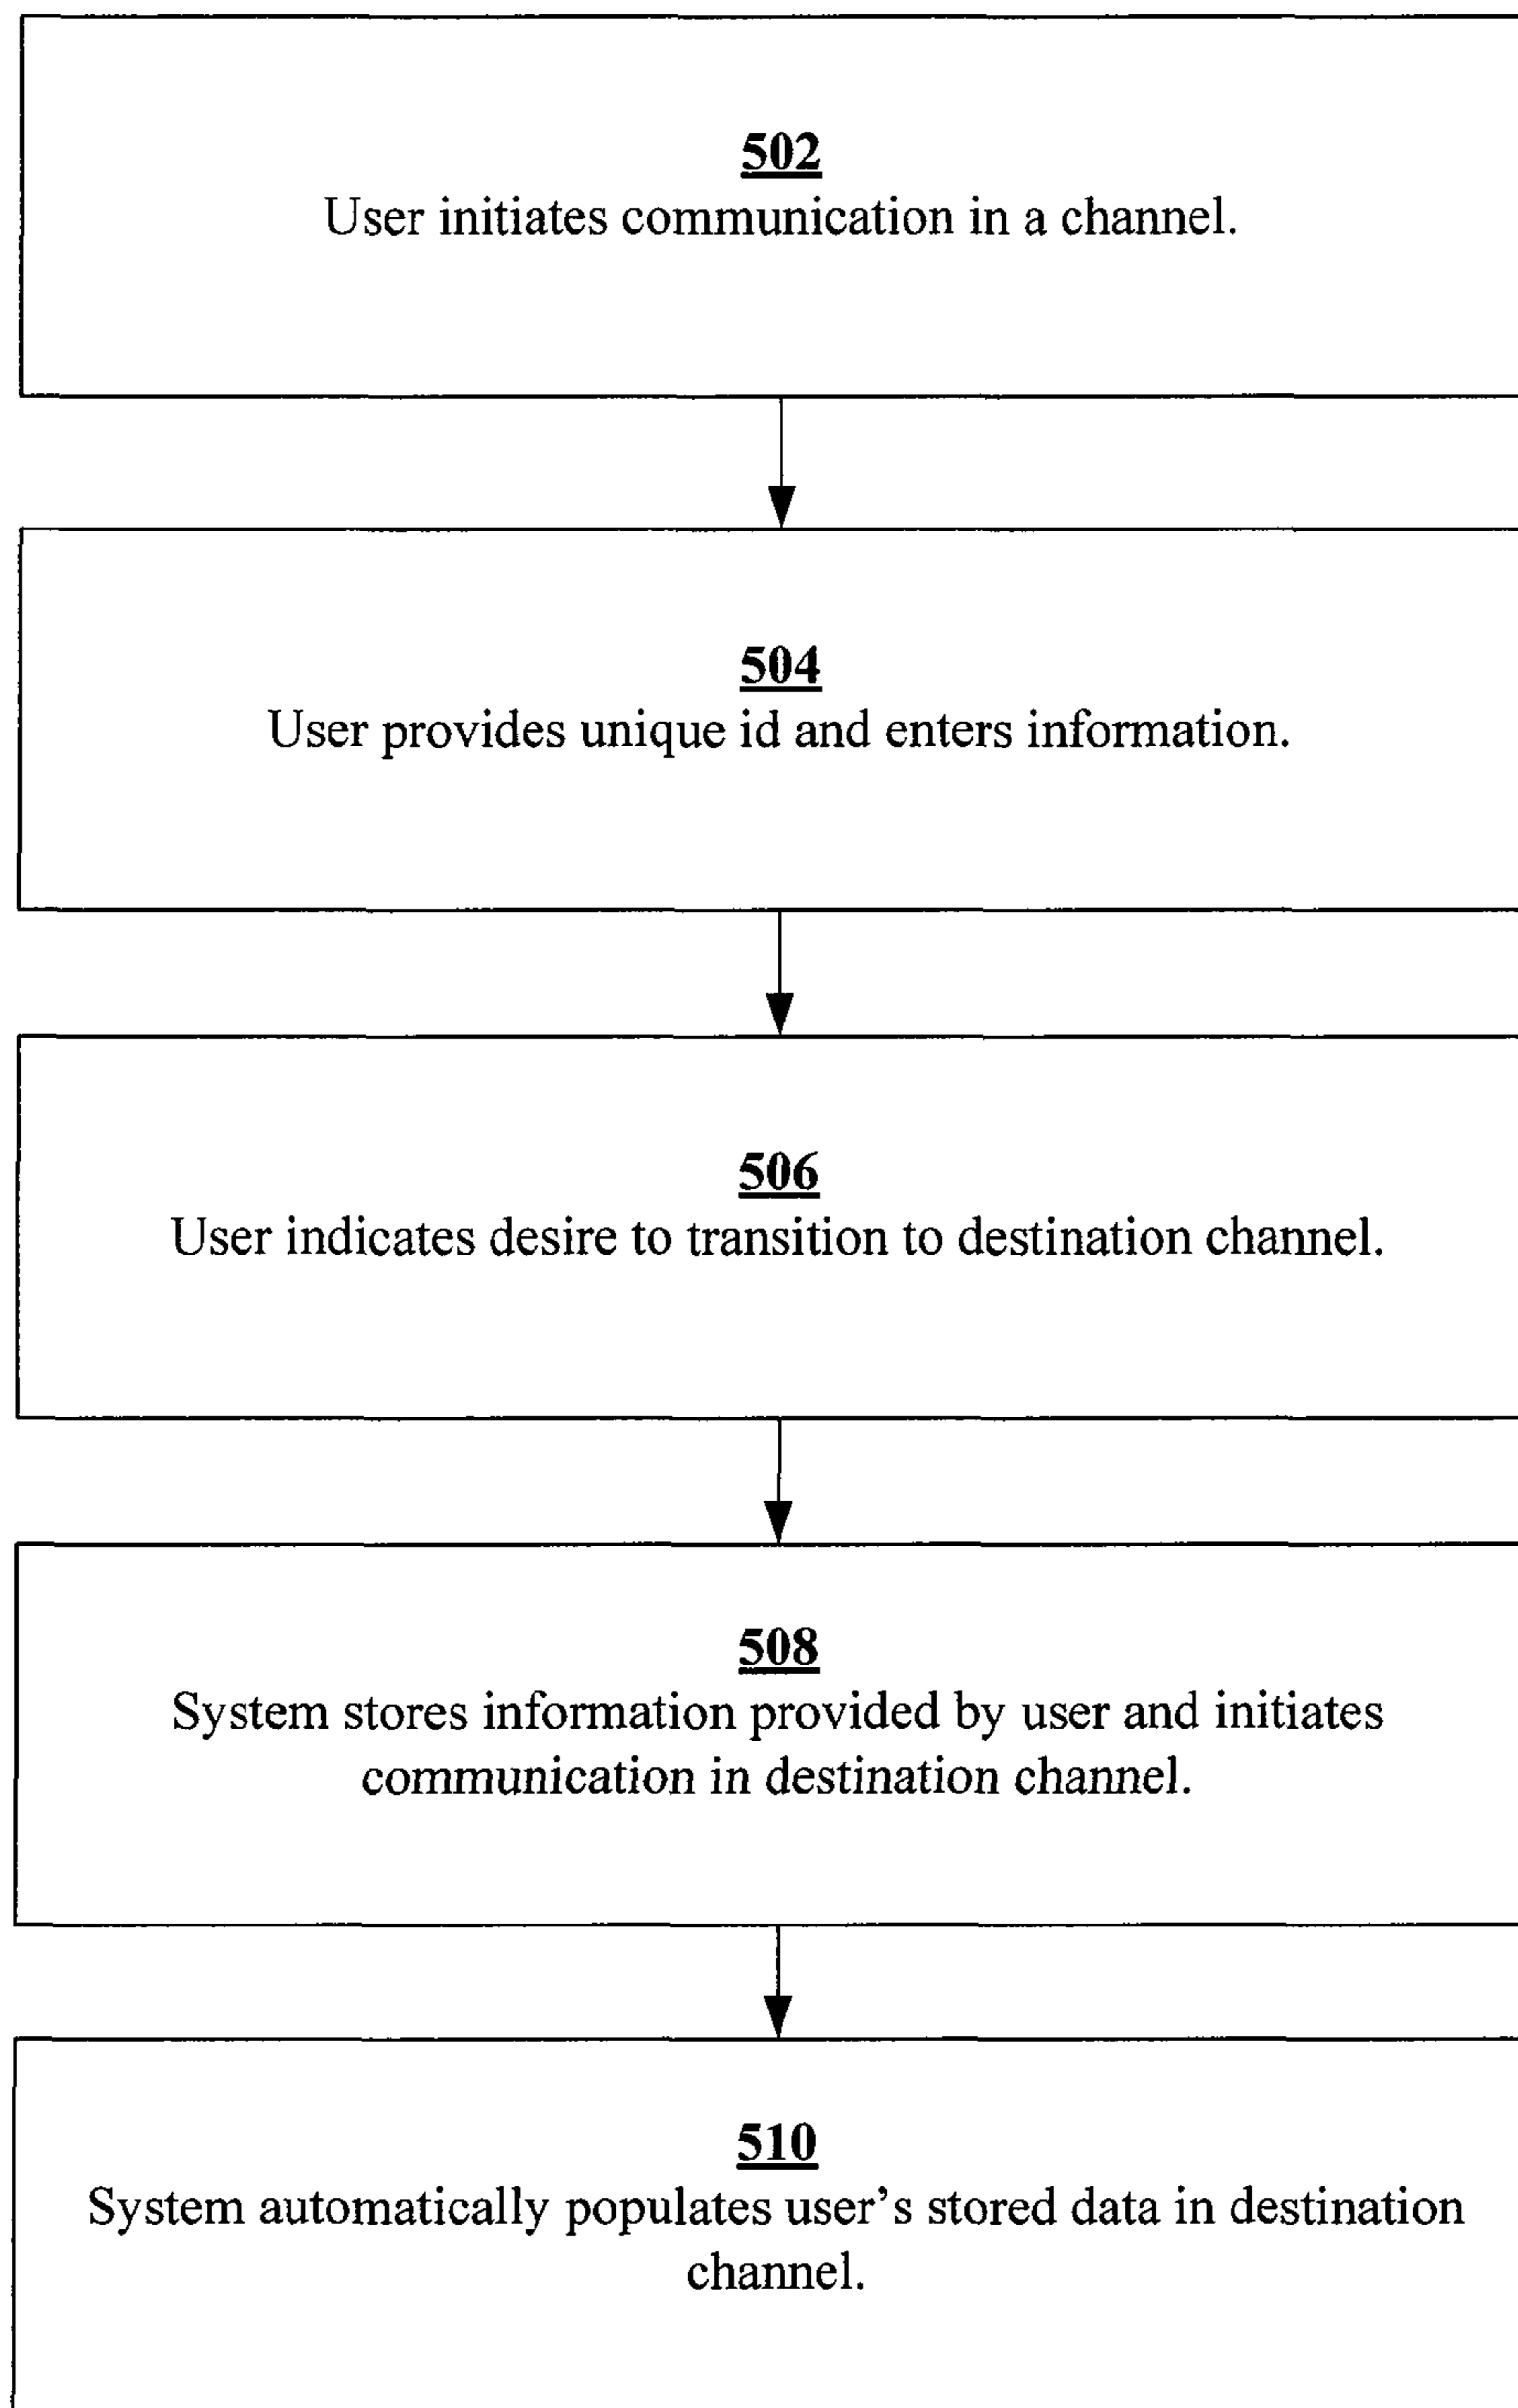 502
User initiates communication in a channel.
504
User provides unique id and enters information.
506
User indicates desire to transition to destination channel.
508
System stores information provided by user and initiates
communication in destination channel.
510
System automatically populates user’s stored data in destination
channel.